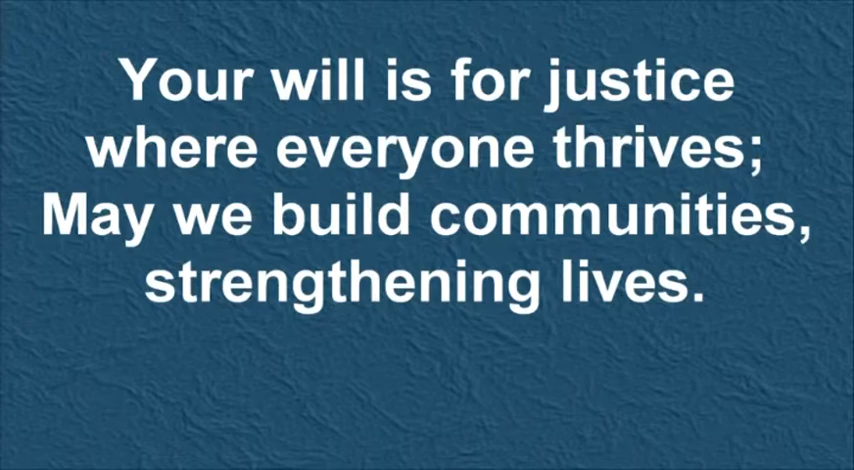 Your will is for justice
where everyone thrives;
May we build communities,
strengthening lives.